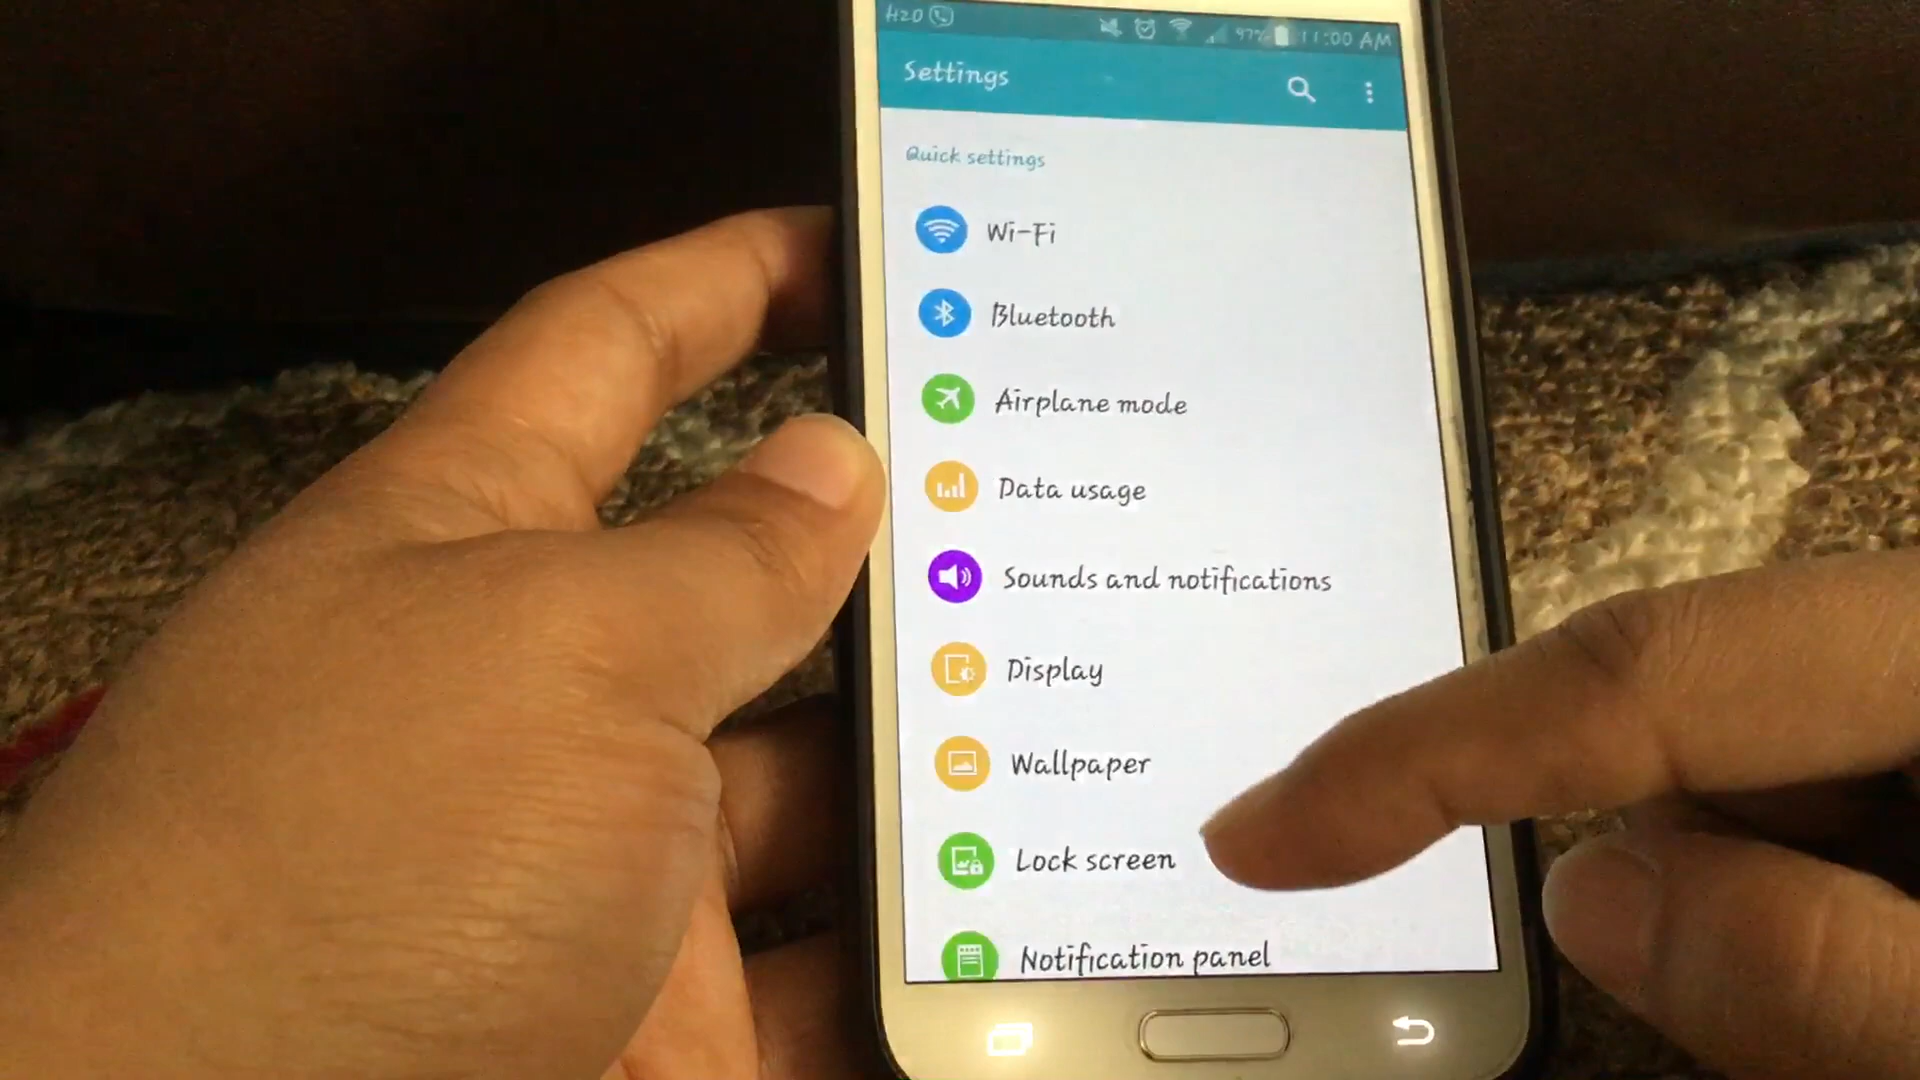 H2O 97% 11:00 AM
Settings
Quick settings
Wi-Fi
Bluetooth
Airplane mode
Data usage
Sounds and notifications
Display
Wallpaper
Lock screen
Notification panel